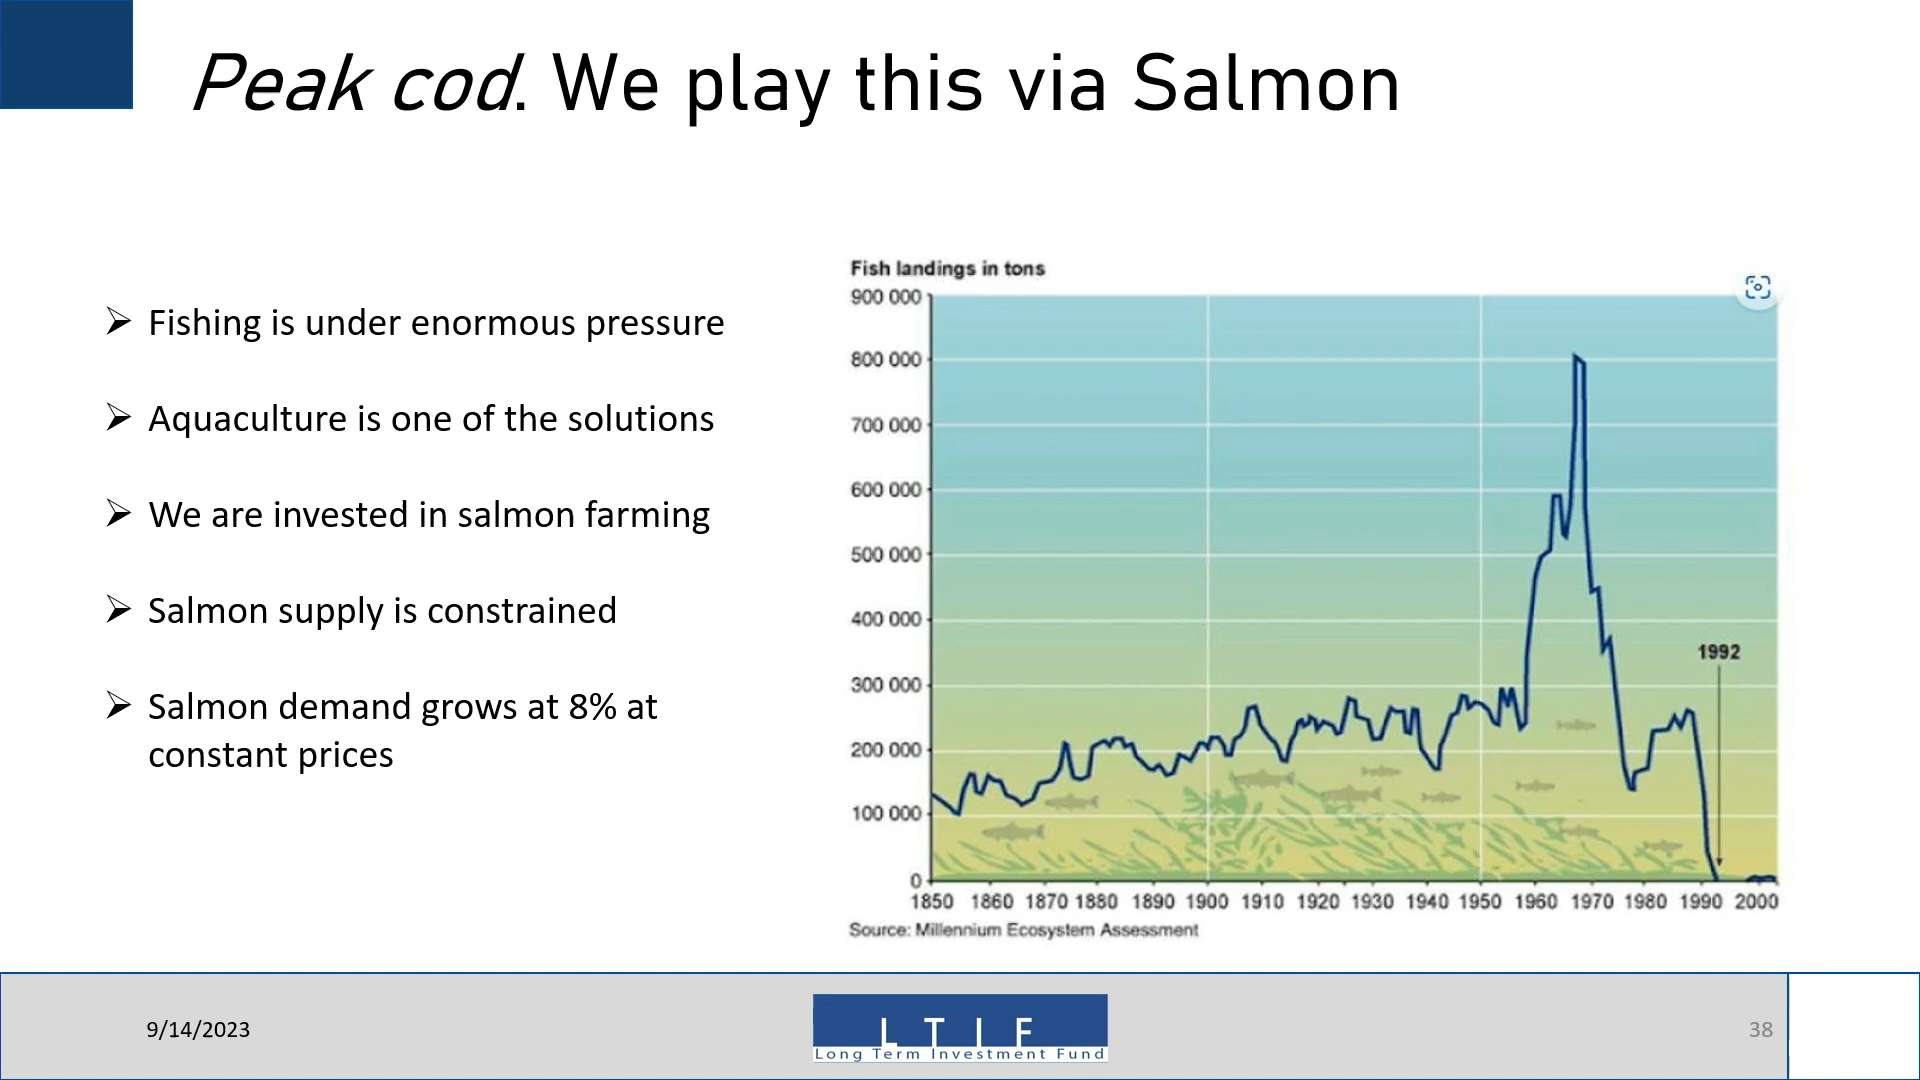 Peak cod. We play this via Salmon
Fishing is under enormous pressure
Aquaculture is one of the solutions
We are invested in salmon farming
Salmon supply is constrained
Salmon demand grows at 8% at
constant prices
Fish landings in tons
900 000
800 000
700 000
600 000
500 000
400 000
300 000
200 000
100 000
0
1992
1850 1860 1870 1880 1890 1900 1910 1920 1930 1940 1950 1960 1970 1980 1990 2000
Source: Millennium Ecosystem Assessment
9/14/2023
LTIF
Long Term Investment Fund
38